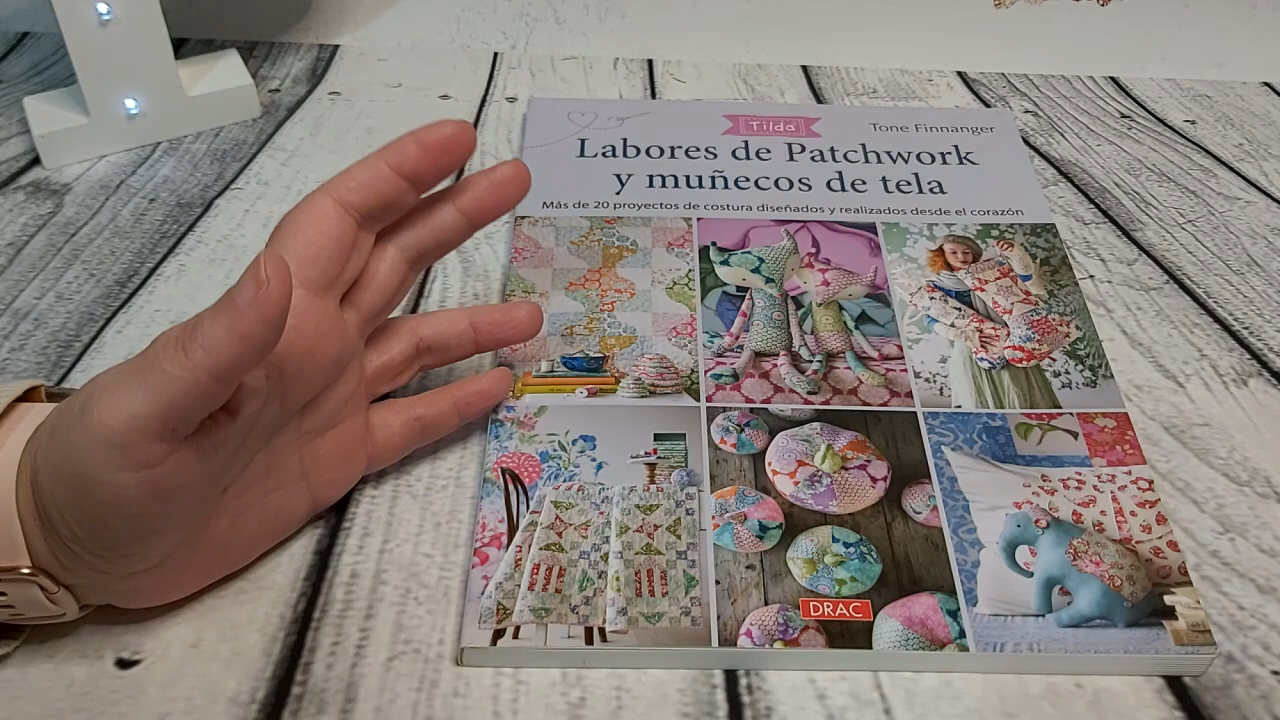 Tilda
Tone Finnanger
Labores de Patchwork
y muñecos de tela
Más de 20 proyectos de costura diseñados y realizados desde el corazón
DRAC